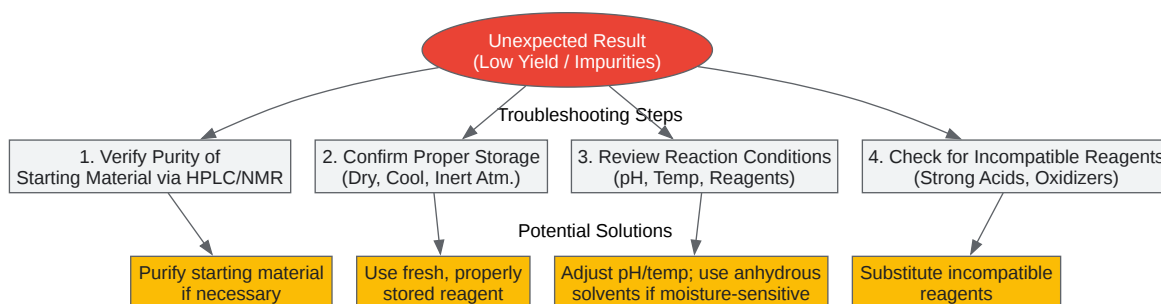 Unexpected Result
(Low Yield / Impurities)
Troubleshooting Steps
1. Verify Purity of
Starting Material via HPLC/NMR
2. Confirm Proper Storage
(Dry, Cool, Inert Atm.)
3. Review Reaction Conditions
(pH, Temp, Reagents)
4. Check for Incompatible Reagents
(Strong Acids, Oxidizers)
Potential Solutions
Purify starting material
if necessary
Use fresh, properly
stored reagent
Adjust pH/temp; use anhydrous
solvents if moisture-sensitive
Substitute incompatible
reagents